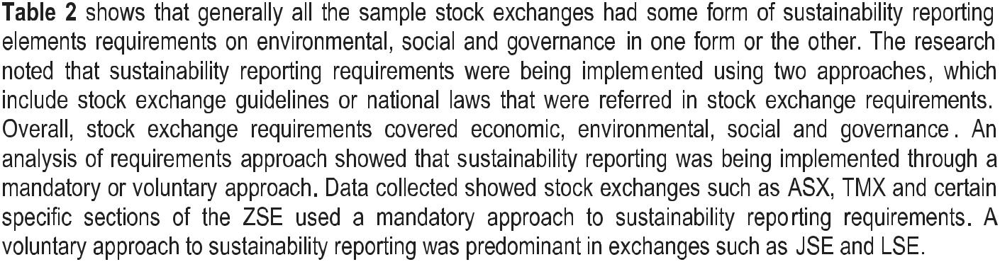 Table 2 shows that generally all the sample stock exchanges had some form of sustainability reporting
elements requirements on environmental, social and governance in one form or the other. The research
noted that sustainability reporting requirements were being implemented using two approaches, which
include stock exchange guidelines or national laws that were referred in stock exchange requirements.
Overall, stock exchange requirements covered economic, environmental, social and governance. An
analysis of requirements approach showed that sustainability reporting was being implemented through a
mandatory or voluntary approach. Data collected showed stock exchanges such as ASX, TMX and certain
specific sections of the ZSE used a mandatory approach to sustainability reporting requirements. A
voluntary approach to sustainability reporting was predominant in exchanges such as JSE and LSE.